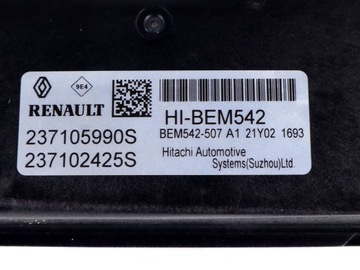 9E4
RENAULT
HI-BEM542
BEM542-507 A1 21Y02 1693
237105990S
237102425S
Hitachi Automotive
Systems(Suzhou)Ltd.